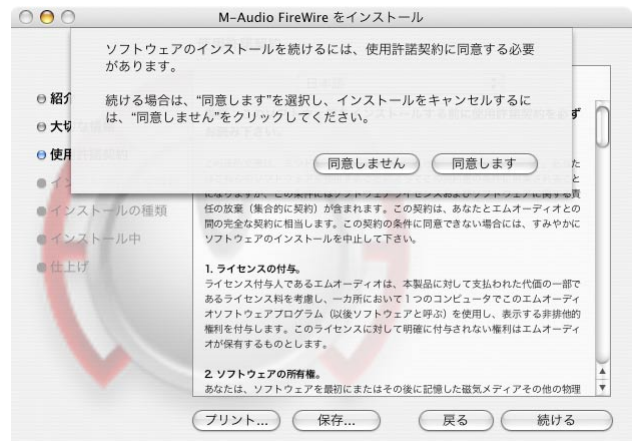 M-Audio FireWire をインストール
ソフトウェアのインストールを続けるには、使用許諾契約に同意する必要
があります。
続ける場合は、“同意します”を選択し、インストールをキャンセルするに
は、“同意しません”をクリックしてください。
同意しません
同意します
紹介
大切
使用許諾契約
インストールの種類
インストール中
仕上げ
になりますが、この条件にはソフトウェアライセンスおよびソフトウェアに関する責
任の放棄（集合的に契約）が含まれます。この契約は、あなたとエムオーディオとの
間の完全な契約に相当します。この契約の条件に同意できない場合には、すみやかに
ソフトウェアのインストールを中止して下さい。
1. ライセンスの付与。
ライセンス付与人であるエムオーディオは、本製品に対して支払われた代価の一部で
あるライセンス料を考慮し、一カ所において１つのコンピュータでこのエムオーディ
オソフトウェアプログラム（以後ソフトウェアと呼ぶ）を使用し、表示する非排他的
権利を付与します。このライセンスに対して明確に付与されない権利はエムオーディ
オが保有するものとします。
2. ソフトウェアの所有権。
あなたは、ソフトウェアを最初にまたはその後に記憶した磁気メディアその他の物理
プリント...
保存...
戻る
続ける